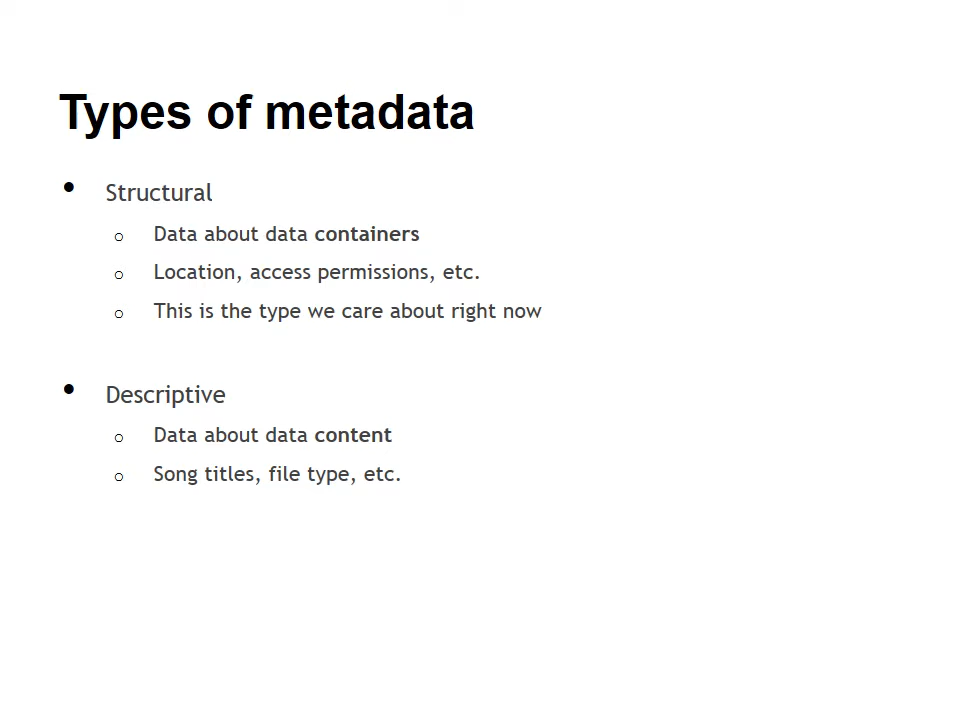 Types of metadata
• Structural
o Data about data containers
o Location, access permissions, etc.
o This is the type we care about right now
• Descriptive
o Data about data content
o Song titles, file type, etc.